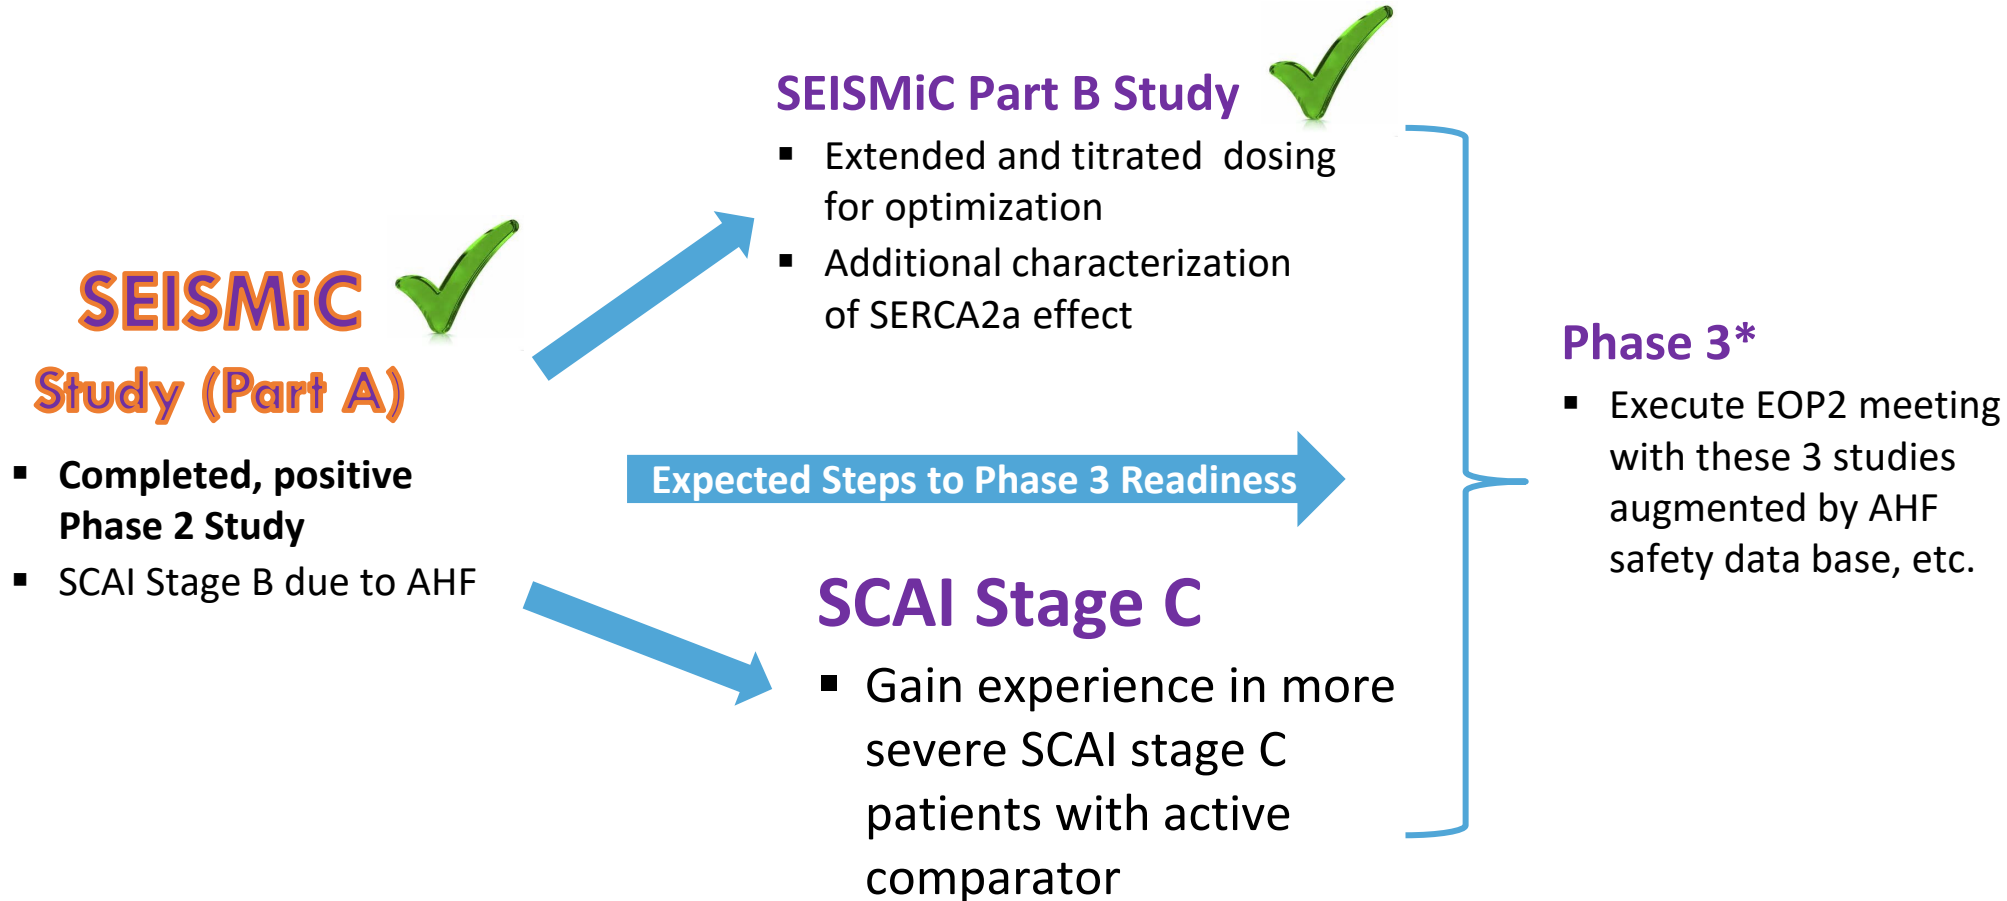 SEISMiC
Study (Part A)
▪ Completed, positive
Phase 2 Study
▪ SCAI Stage B due to AHF
SEISMiC Part B Study
▪ Extended and titrated  dosing
for optimization
▪ Additional characterization
of SERCA2a effect
Expected Steps to Phase 3 Readiness
SCAI Stage C
▪ Gain experience in more
severe SCAI stage C
patients with active
comparator
Phase 3*
▪ Execute EOP2 meeting
with these 3 studies
augmented by AHF
safety data base, etc.